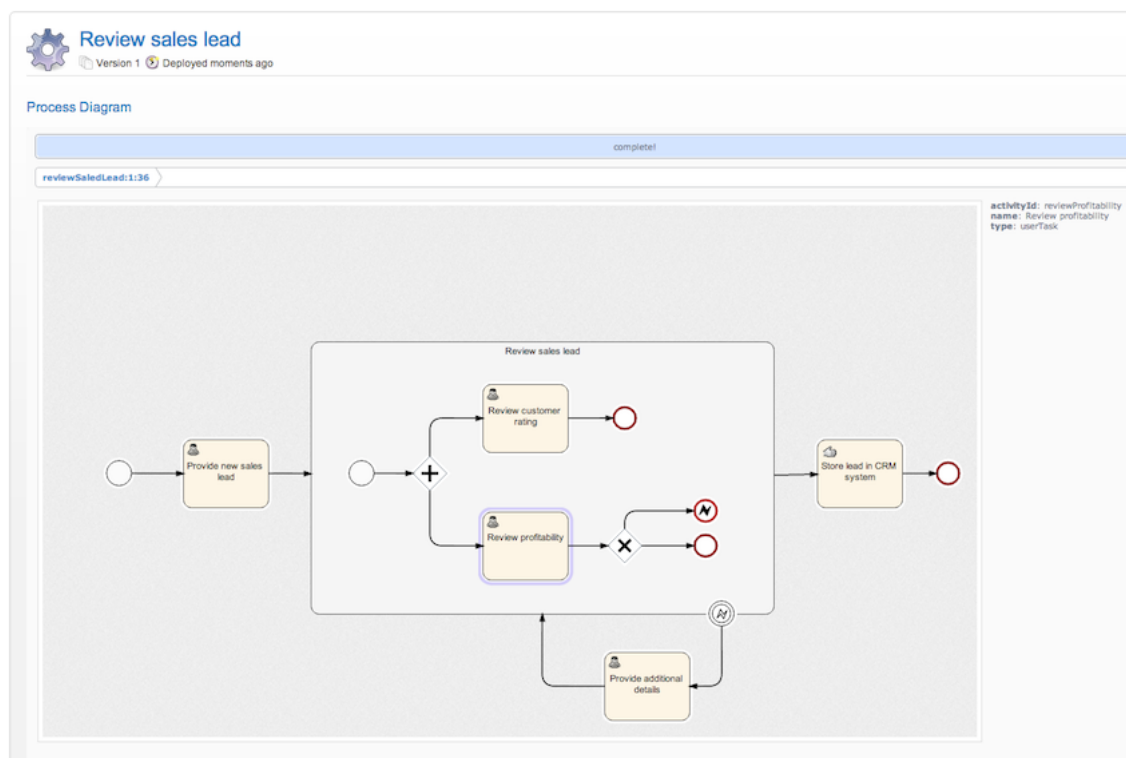 Review sales lead
Version 1 Deployed moments ago
Process Diagram
complete!
reviewSaledLead:1:36
activityId: reviewProfitability
name: Review profitability
type: userTask
Review sales lead
Review customer
rating
Provide new sales
lead
Store lead in CRM
system
Review profitability
Provide additional
details